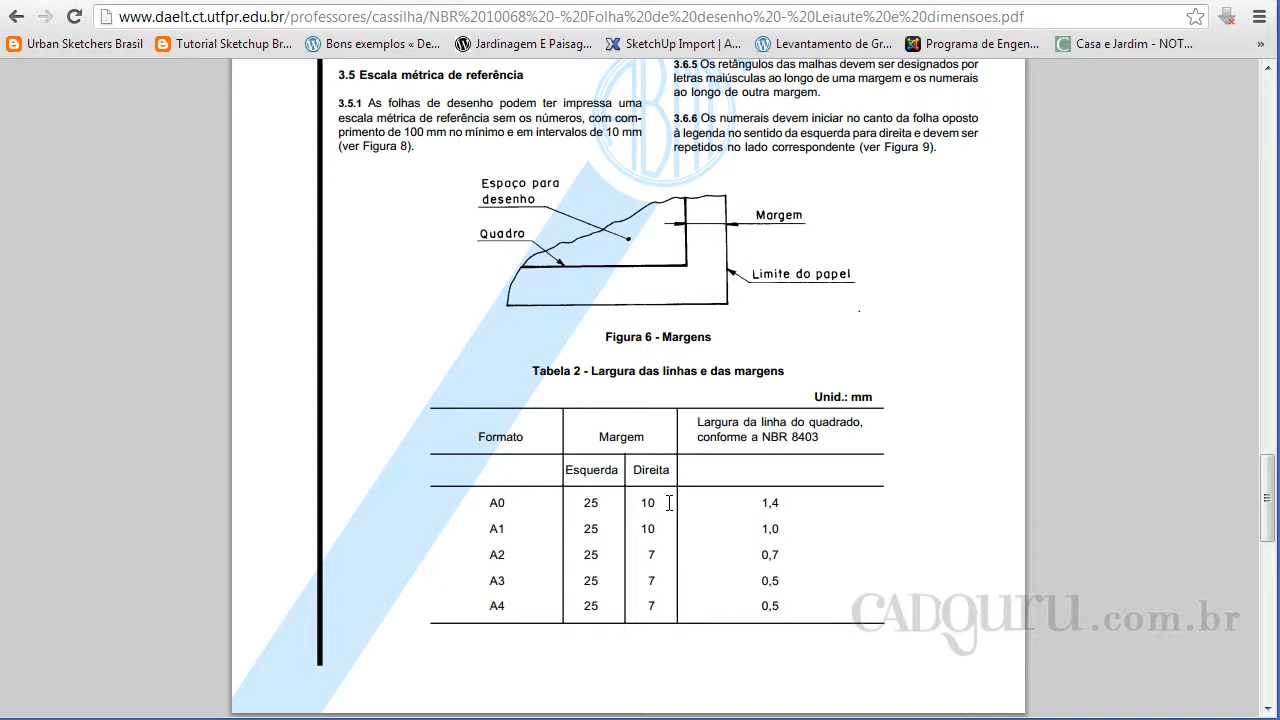 www.daelt.ct.utfpr.edu.br/professores/cassilha/NBR%2010068%20-%20Folha%20de%20desenho%20-%20Leiaute%20e%20dimensoes.pdf
Urban Sketchers Brasil
Tutorial Sketchup Br...
Bons exemplos « De...
Jardinagem E Paisag...
SketchUp Import | A...
Levantamento de Gr...
Programa de Engen...
Casa e Jardim - NOT...
»
3.5 Escala métrica de referência
3.5.1 As folhas de desenho podem ter impressa uma
escala métrica de referência sem os números, com com-
primento de 100 mm no mínimo e em intervalos de 10 mm
(ver Figura 8).
3.6.5 Os retângulos das malhas devem ser designados por
letras maiúsculas ao longo de uma margem e os numerais
ao longo de outra margem.
3.6.6 Os numerais devem iniciar no canto da folha oposto
à legenda no sentido da esquerda para direita e devem ser
repetidos no lado correspondente (ver Figura 9).
ABNT
Espaço para
desenho
Quadro
Margem
Limite do papel
Figura 6 - Margens
Tabela 2 - Largura das linhas e das margens
Unid.: mm
Formato Margem Largura da linha do quadrado,
conforme a NBR 8403
Esquerda Direita
A0 25 10 1,4
A1 25 10 1,0
A2 25 7 0,7
A3 25 7 0,5
A4 25 7 0,5
CADguru.com.br